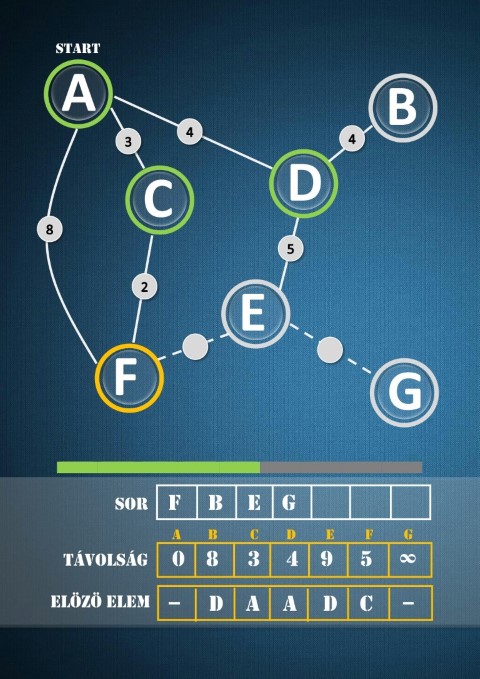 START
A
B
4
4
3
C
D
8
5
2
E
F
G
SOR F B E G
A B C D E F G
TÁVOLSÁG 0 8 3 4 9 5 ∞
ELÖZÖ ELEM – D A A D C –